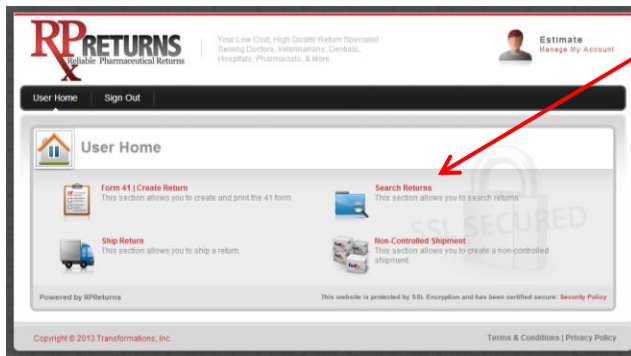 RP RETURNS
Rx
Reliable Pharmaceutical Returns
Your Low Cost, High Quality Return Specialist
Serving Doctors, Veterinarians, Dentists,
Hospitals, Pharmacists, & More
Estimate
Manage My Account
User Home
Sign Out
User Home
Form 41 | Create Return
This section allows you to create and print the 41 form.
Search Returns
This section allows you to search returns
Ship Return
This section allows you to ship a return.
Non-Controlled Shipment
This section allows you to create a non-controlled
shipment.
SSL SECURED
Powered by RPReturns
This website is protected by SSL Encryption and has been certified secure: Security Policy
Copyright © 2013 Transformations, Inc
Terms & Conditions | Privacy Policy